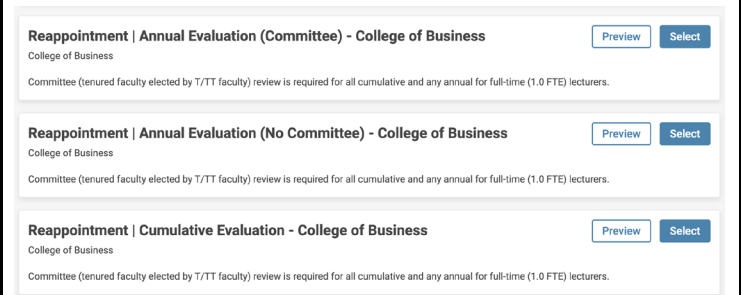 Reappointment | Annual Evaluation (Committee) - College of Business
Preview
Select
College of Business
Committee (tenured faculty elected by T/TT faculty) review is required for all cumulative and any annual for full-time (1.0 FTE) lecturers.
Reappointment | Annual Evaluation (No Committee) - College of Business
Preview
Select
College of Business
Committee (tenured faculty elected by T/TT faculty) review is required for all cumulative and any annual for full-time (1.0 FTE) lecturers.
Reappointment | Cumulative Evaluation - College of Business
Preview
Select
College of Business
Committee (tenured faculty elected by T/TT faculty) review is required for all cumulative and any annual for full-time (1.0 FTE) lecturers.